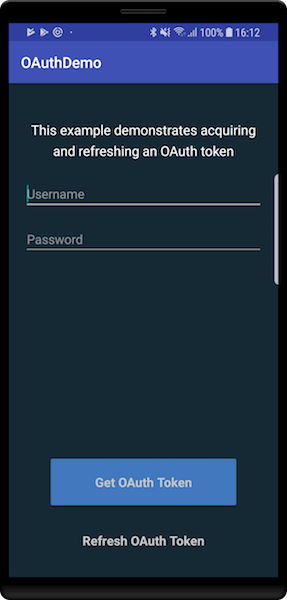 100% 16:12
OAuthDemo
This example demonstrates acquiring
and refreshing an OAuth token
Username
Password
Get OAuth Token
Refresh OAuth Token